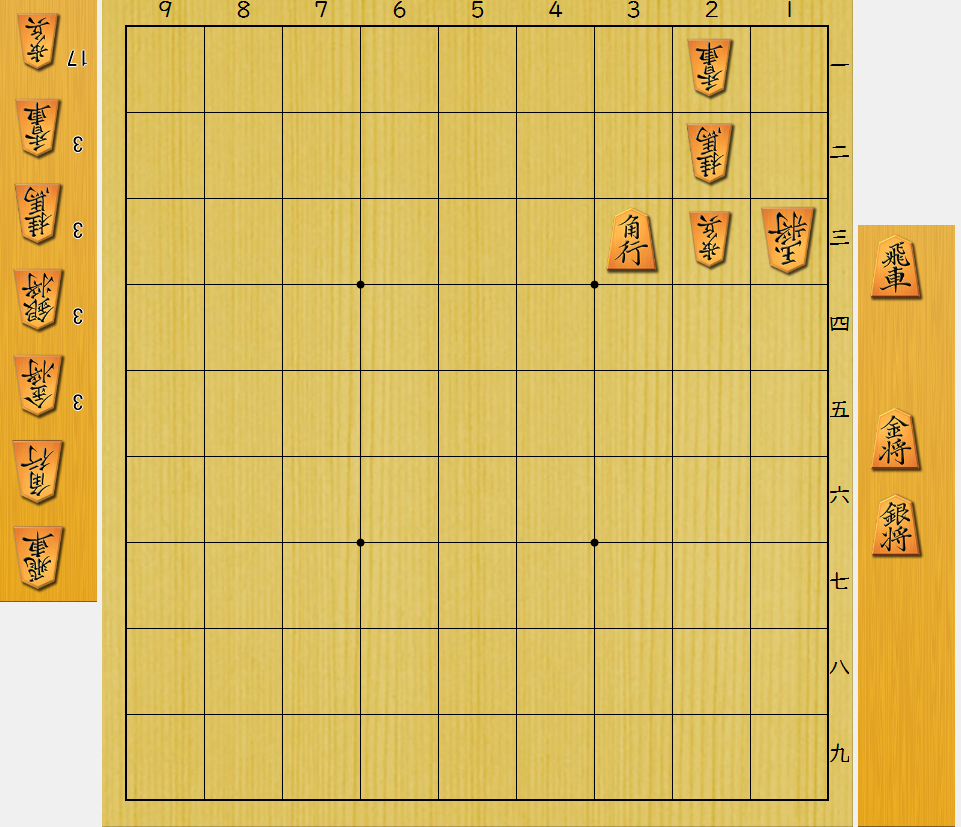 9 8 7 6 5 4 3 2 1
歩兵 17
香車 3
桂馬 3
銀将 3
金将 3
角行
飛車
香車 一
桂馬 二
角行 歩兵 玉将 三
四
五
六
七
八
九
飛車
金将
銀将